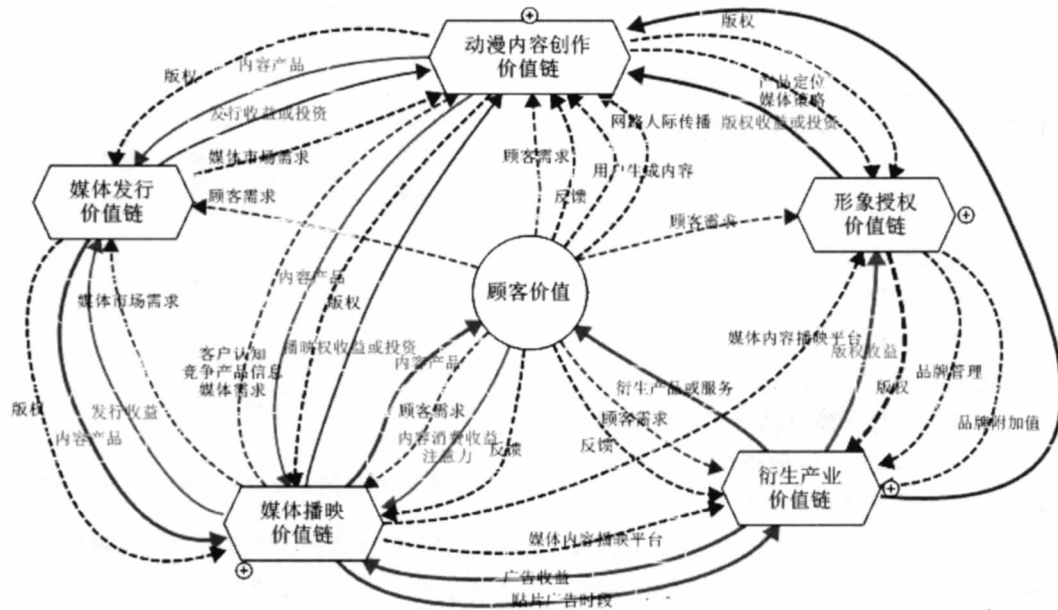 版权
动漫内容创作
价值链
内容产品
版权
产品定位
媒体策略
发行收益或投资
网路人际传播
版权收益或投资
媒体市场需求
顾客需求
用户生成内容
反馈
媒体发行
价值链
顾客需求
形象授权
价值链
顾客需求
内容产品
顾客价值
媒体市场需求
版权
媒体内容播映平台
播映权收益或投资
版权收益
客户认知
竞争产品信息
媒体需求
内容产品
衍生产品或服务
版权
品牌管理
版权
发行收益
顾客需求
顾客需求
品牌附加值
内容产品
内容消费收益
注意力
反馈
反馈
衍生产业
价值链
媒体播映
价值链
媒体内容播映平台
广告收益
贴片广告时段